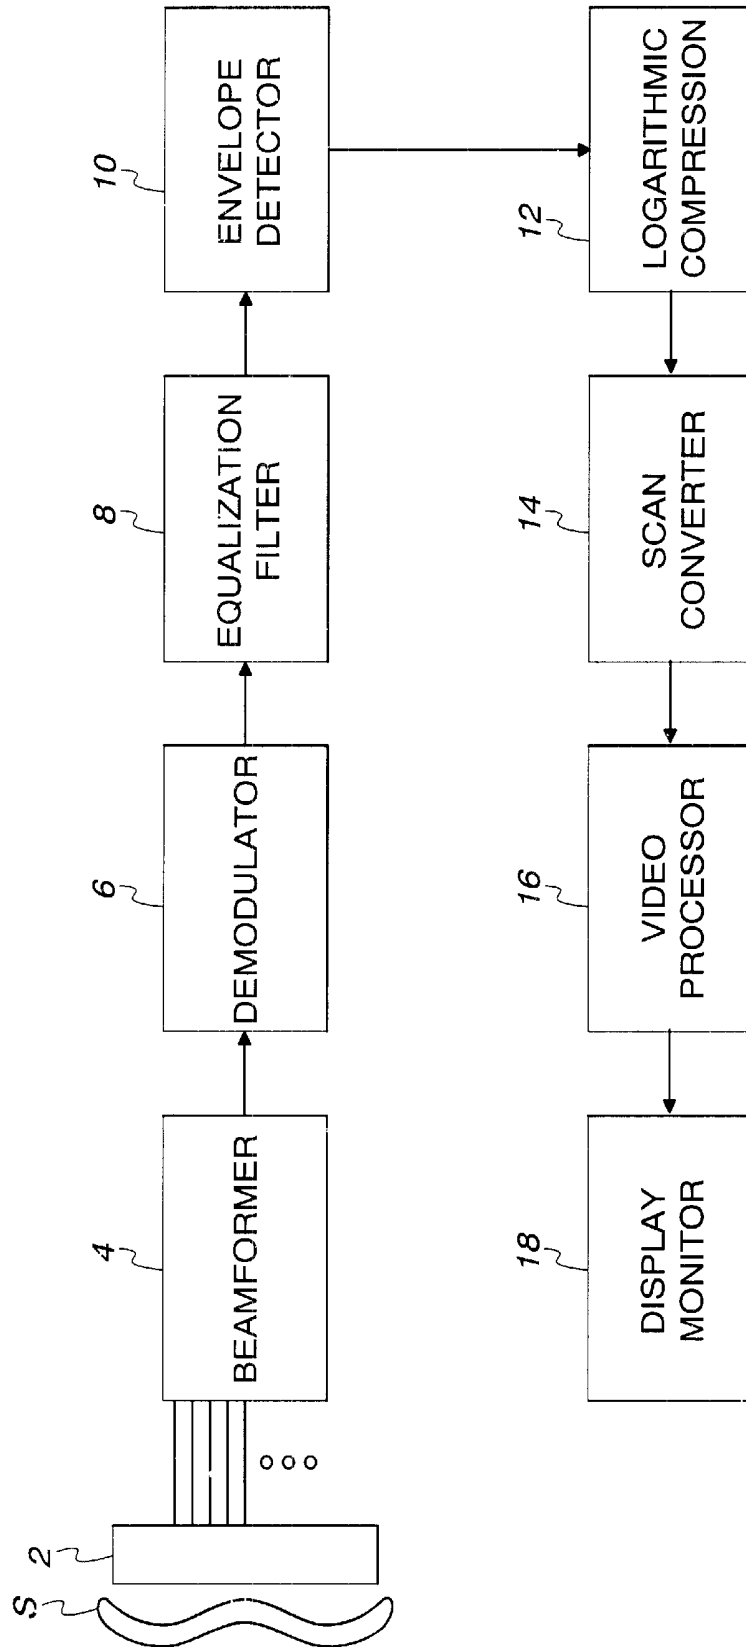 S
2
4
BEAMFORMER
6
DEMODULATOR
8
EQUALIZATION
FILTER
10
ENVELOPE
DETECTOR
12
LOGARITHMIC
COMPRESSION
14
SCAN
CONVERTER
16
VIDEO
PROCESSOR
18
DISPLAY
MONITOR